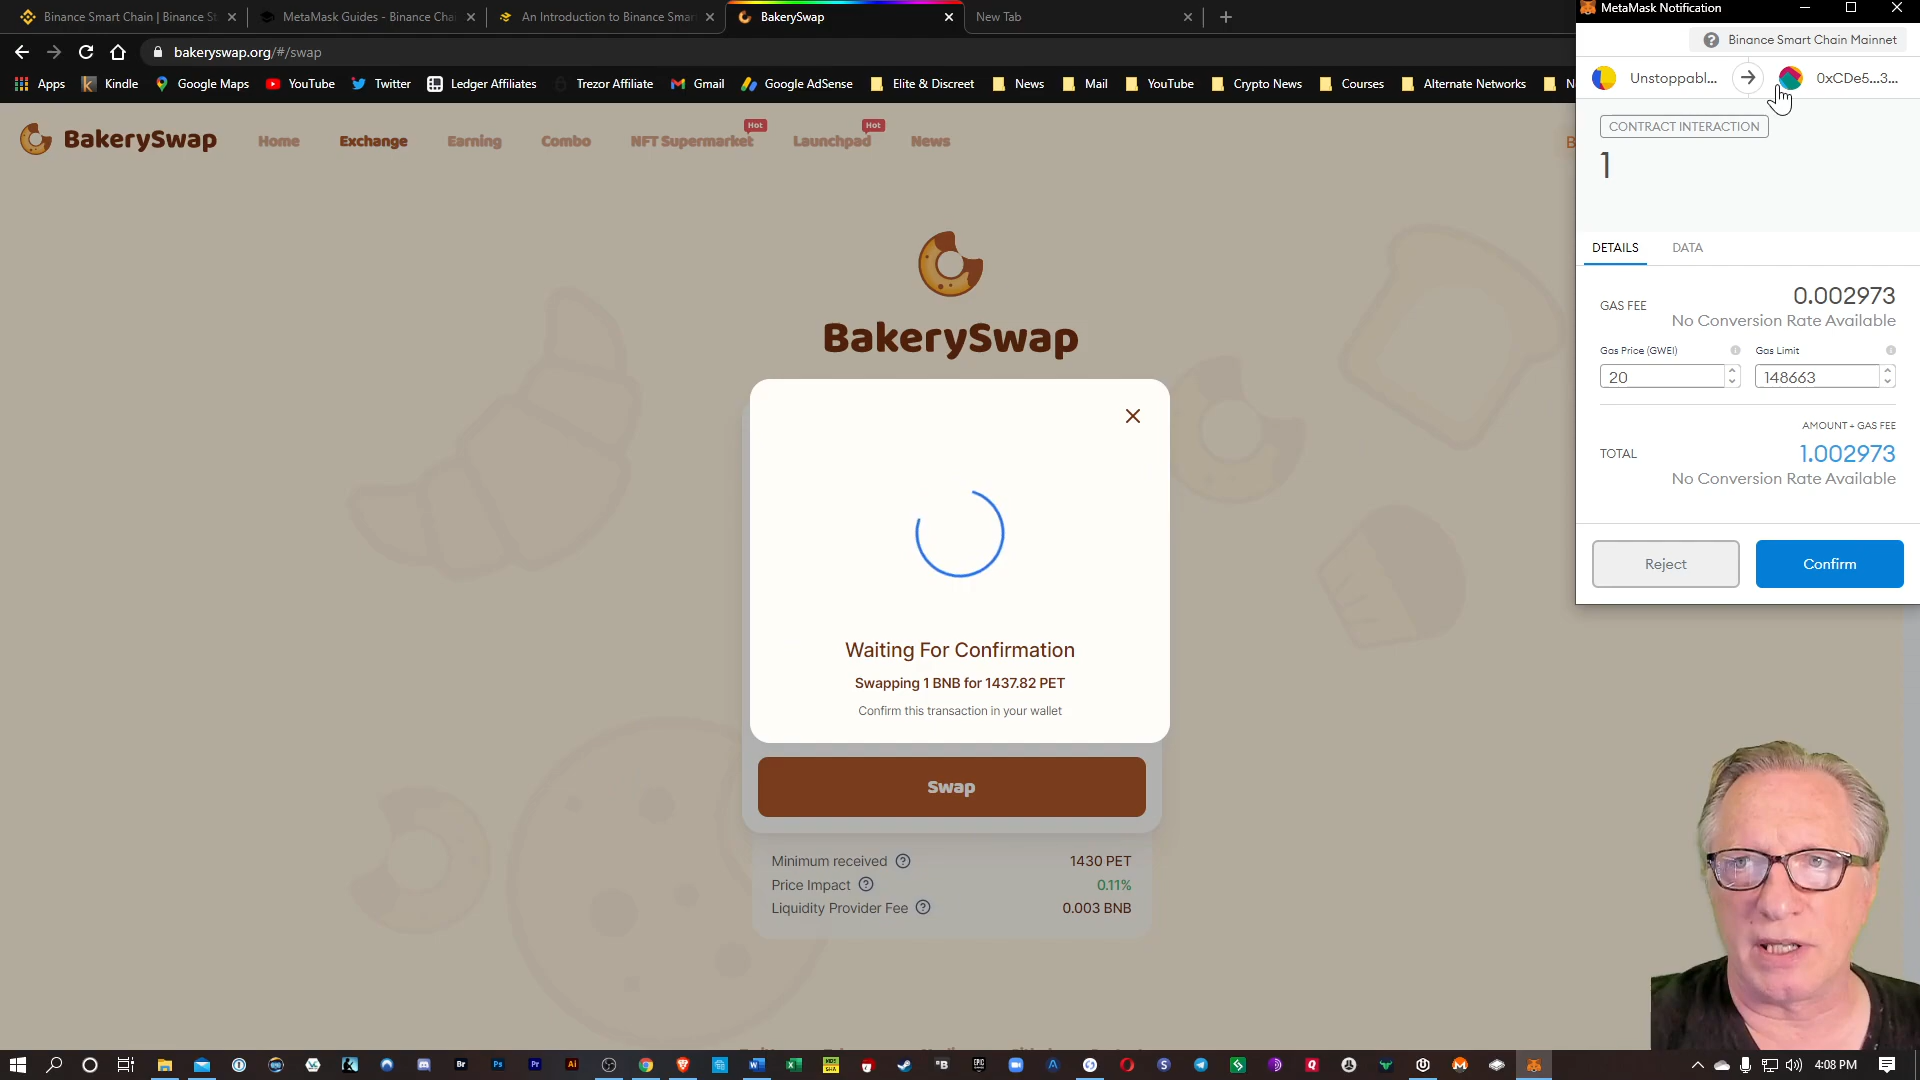 Binance Smart Chain | Binance St
MetaMask Guides - Binance Chai
An Introduction to Binance Smar
BakerySwap
New Tab
bakeryswap.org/#/swap
Apps
Kindle
Google Maps
YouTube
Twitter
Ledger Affiliates
Trezor Affiliate
Gmail
Google AdSense
Elite & Discreet
News
Mail
YouTube
Crypto News
Courses
Alternate Networks
BakerySwap
Home
Exchange
Earning
Combo
NFT Supermarket
Hot
Launchpad
Hot
News
BakerySwap
Waiting For Confirmation
Swapping 1 BNB for 1437.82 PET
Confirm this transaction in your wallet
Swap
Minimum received
1430 PET
Price Impact
0.11%
Liquidity Provider Fee
0.003 BNB
MetaMask Notification
Binance Smart Chain Mainnet
Unstoppabl...
0xCDe5...3...
CONTRACT INTERACTION
1
DETAILS
DATA
GAS FEE
0.002973
No Conversion Rate Available
Gas Price (GWEI)
Gas Limit
20
148663
AMOUNT + GAS FEE
TOTAL
1.002973
No Conversion Rate Available
Reject
Confirm
4:08 PM